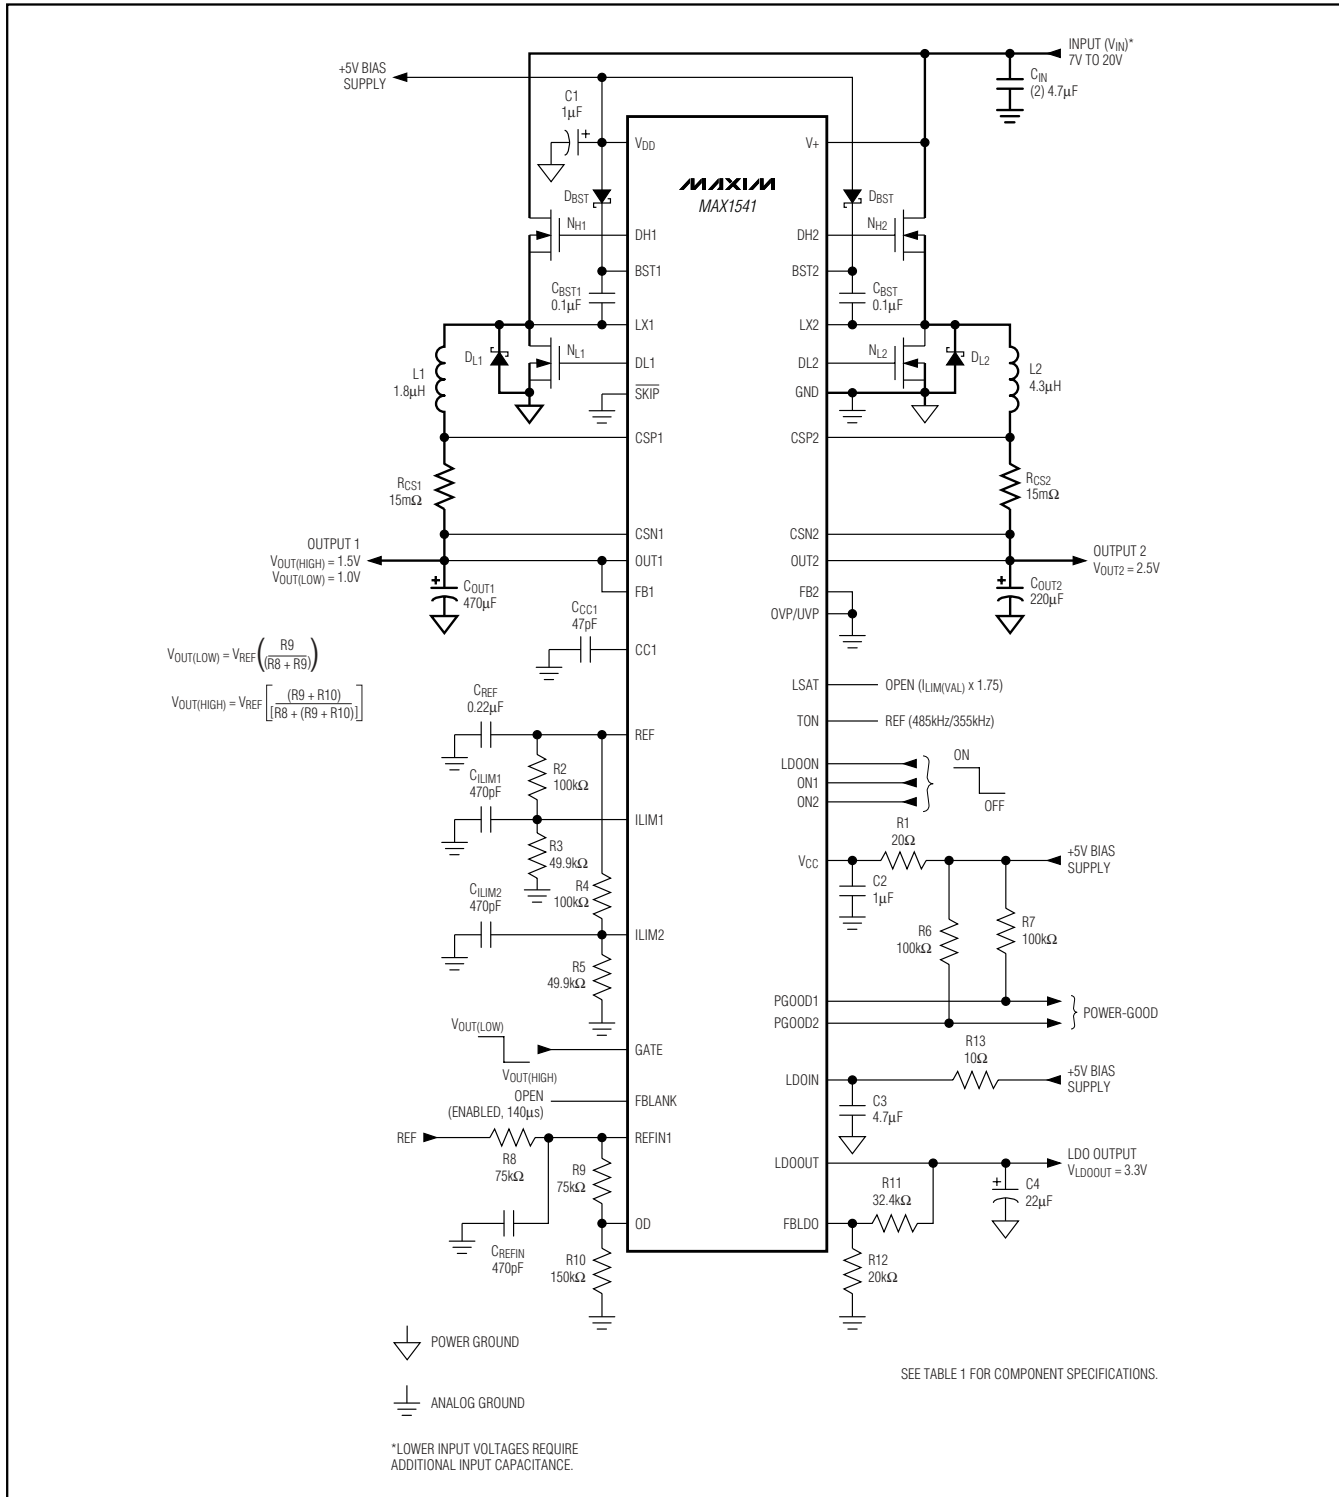 INPUT (VIN)*
7V TO 20V
+5V BIAS
SUPPLY
CIN
(2) 4.7µF
C1
1µF
+
VDD
V+
MAXIM
MAX1541
DBST
DBST
NH1
NH2
DH1
DH2
BST1
BST2
CBST1
0.1µF
CBST
0.1µF
LX1
LX2
DL1
NL1
NL2
DL2
DL1
DL2
L1
1.8µH
L2
4.3µH
SKIP
GND
CSP1
CSP2
RCS1
15mΩ
RCS2
15mΩ
CSN1
CSN2
OUTPUT 1
VOUT(HIGH) = 1.5V
VOUT(LOW) = 1.0V
OUT1
OUT2
OUTPUT 2
VOUT2 = 2.5V
+
COUT1
470µF
FB1
FB2
+
COUT2
220µF
OVP/UVP
CCC1
47pF
CC1
VOUT(LOW) = VREF ( R9 / (R8 + R9) )
VOUT(HIGH) = VREF [ (R9 + R10) / [R8 + (R9 + R10)] ]
LSAT
OPEN (ILIM(VAL) x 1.75)
CREF
0.22µF
REF
TON
REF (485kHz/355kHz)
R2
100kΩ
LDOON
ON1
ON2
ON
OFF
CILIM1
470pF
ILIM1
R3
49.9kΩ
R1
20Ω
VCC
+5V BIAS
SUPPLY
C2
1µF
R4
100kΩ
CILIM2
470pF
ILIM2
R6
100kΩ
R7
100kΩ
R5
49.9kΩ
PGOOD1
PGOOD2
POWER-GOOD
VOUT(LOW)
VOUT(HIGH)
GATE
R13
10Ω
LDOIN
+5V BIAS
SUPPLY
OPEN
(ENABLED, 140µs)
FBLANK
C3
4.7µF
REF
R8
75kΩ
REFIN1
R9
75kΩ
LDOOUT
LDO OUTPUT
VLDOOUT = 3.3V
R11
32.4kΩ
+
C4
22µF
OD
FBLDO
CREFIN
470pF
R10
150kΩ
R12
20kΩ
POWER GROUND
ANALOG GROUND
SEE TABLE 1 FOR COMPONENT SPECIFICATIONS.
*LOWER INPUT VOLTAGES REQUIRE
ADDITIONAL INPUT CAPACITANCE.